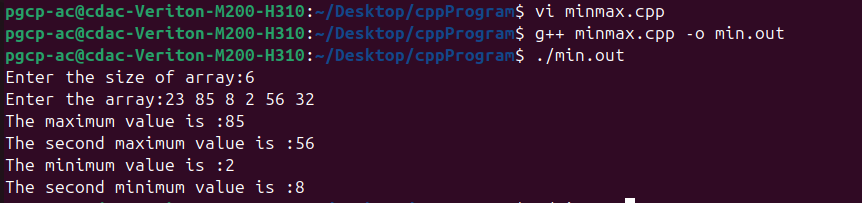 pgcp-ac@cdac-Veriton-M200-H310:~/Desktop/cppProgram$ vi minmax.cpp
pgcp-ac@cdac-Veriton-M200-H310:~/Desktop/cppProgram$ g++ minmax.cpp -o min.out
pgcp-ac@cdac-Veriton-M200-H310:~/Desktop/cppProgram$ ./min.out
Enter the size of array:6
Enter the array:23 85 8 2 56 32
The maximum value is :85
The second maximum value is :56
The minimum value is :2
The second minimum value is :8